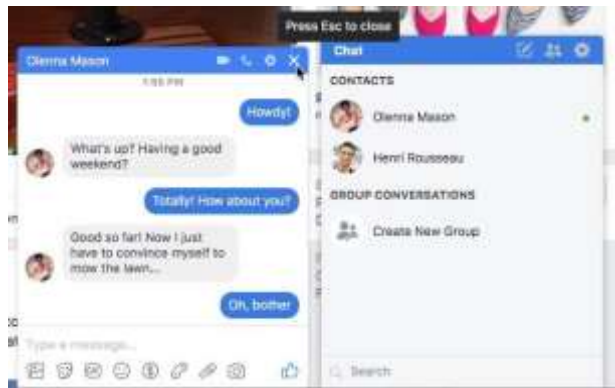 Press Esc to close
Olenna Mason
Chat
CONTACTS
Howdy!
Olenna Mason
What's up? Having a good
weekend?
Henri Rousseau
Totally! How about you?
GROUP CONVERSATIONS
Good so far! Now I just
have to convince myself to
mow the lawn...
Create New Group
Oh, bother
Type a message...
Search